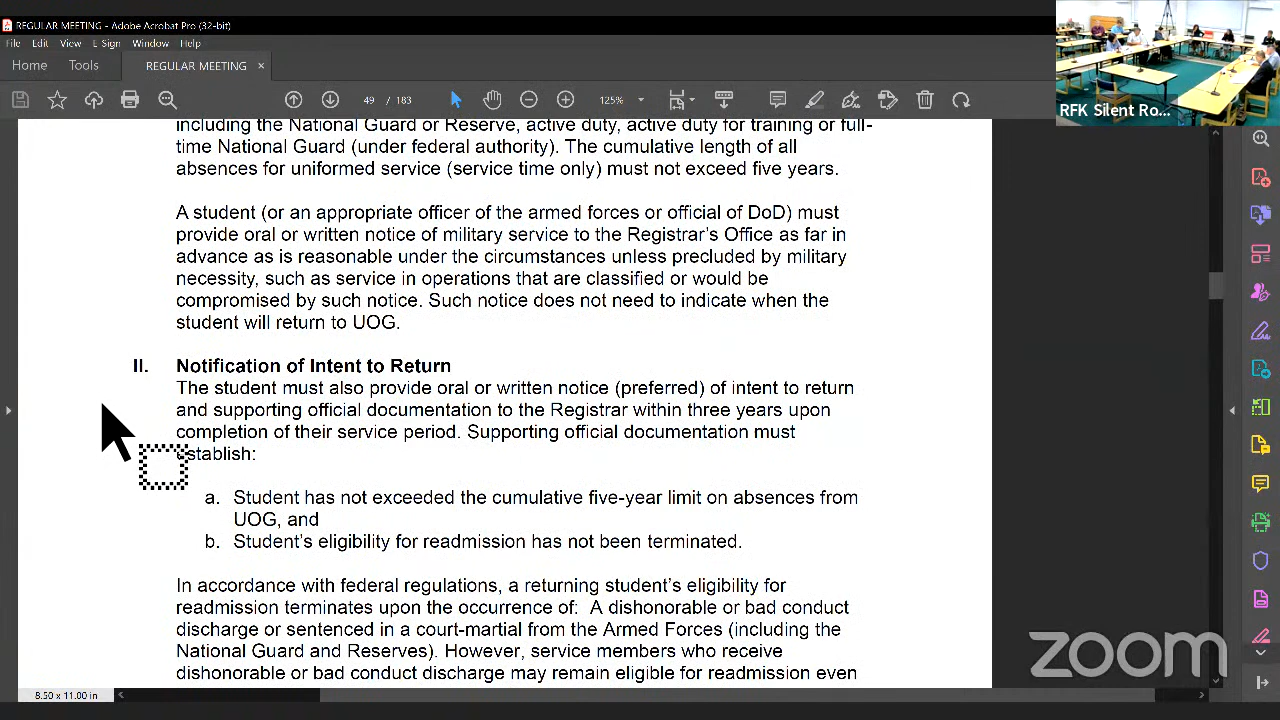 REGULAR MEETING - Adobe Acrobat Pro (32-bit)
File Edit View E-Sign Window Help
Home Tools REGULAR MEETING ×
49 / 183 125%
RFK Silent Ro...
including the National Guard or Reserve, active duty, active duty for training or full-
time National Guard (under federal authority). The cumulative length of all
absences for uniformed service (service time only) must not exceed five years.
A student (or an appropriate officer of the armed forces or official of DoD) must
provide oral or written notice of military service to the Registrar's Office as far in
advance as is reasonable under the circumstances unless precluded by military
necessity, such as service in operations that are classified or would be
compromised by such notice. Such notice does not need to indicate when the
student will return to UOG.
II. Notification of Intent to Return
The student must also provide oral or written notice (preferred) of intent to return
and supporting official documentation to the Registrar within three years upon
completion of their service period. Supporting official documentation must
establish:
a. Student has not exceeded the cumulative five-year limit on absences from
UOG, and
b. Student's eligibility for readmission has not been terminated.
In accordance with federal regulations, a returning student's eligibility for
readmission terminates upon the occurrence of: A dishonorable or bad conduct
discharge or sentenced in a court-martial from the Armed Forces (including the
National Guard and Reserves). However, service members who receive
dishonorable or bad conduct discharge may remain eligible for readmission even
zoom
8.50 x 11.00 in